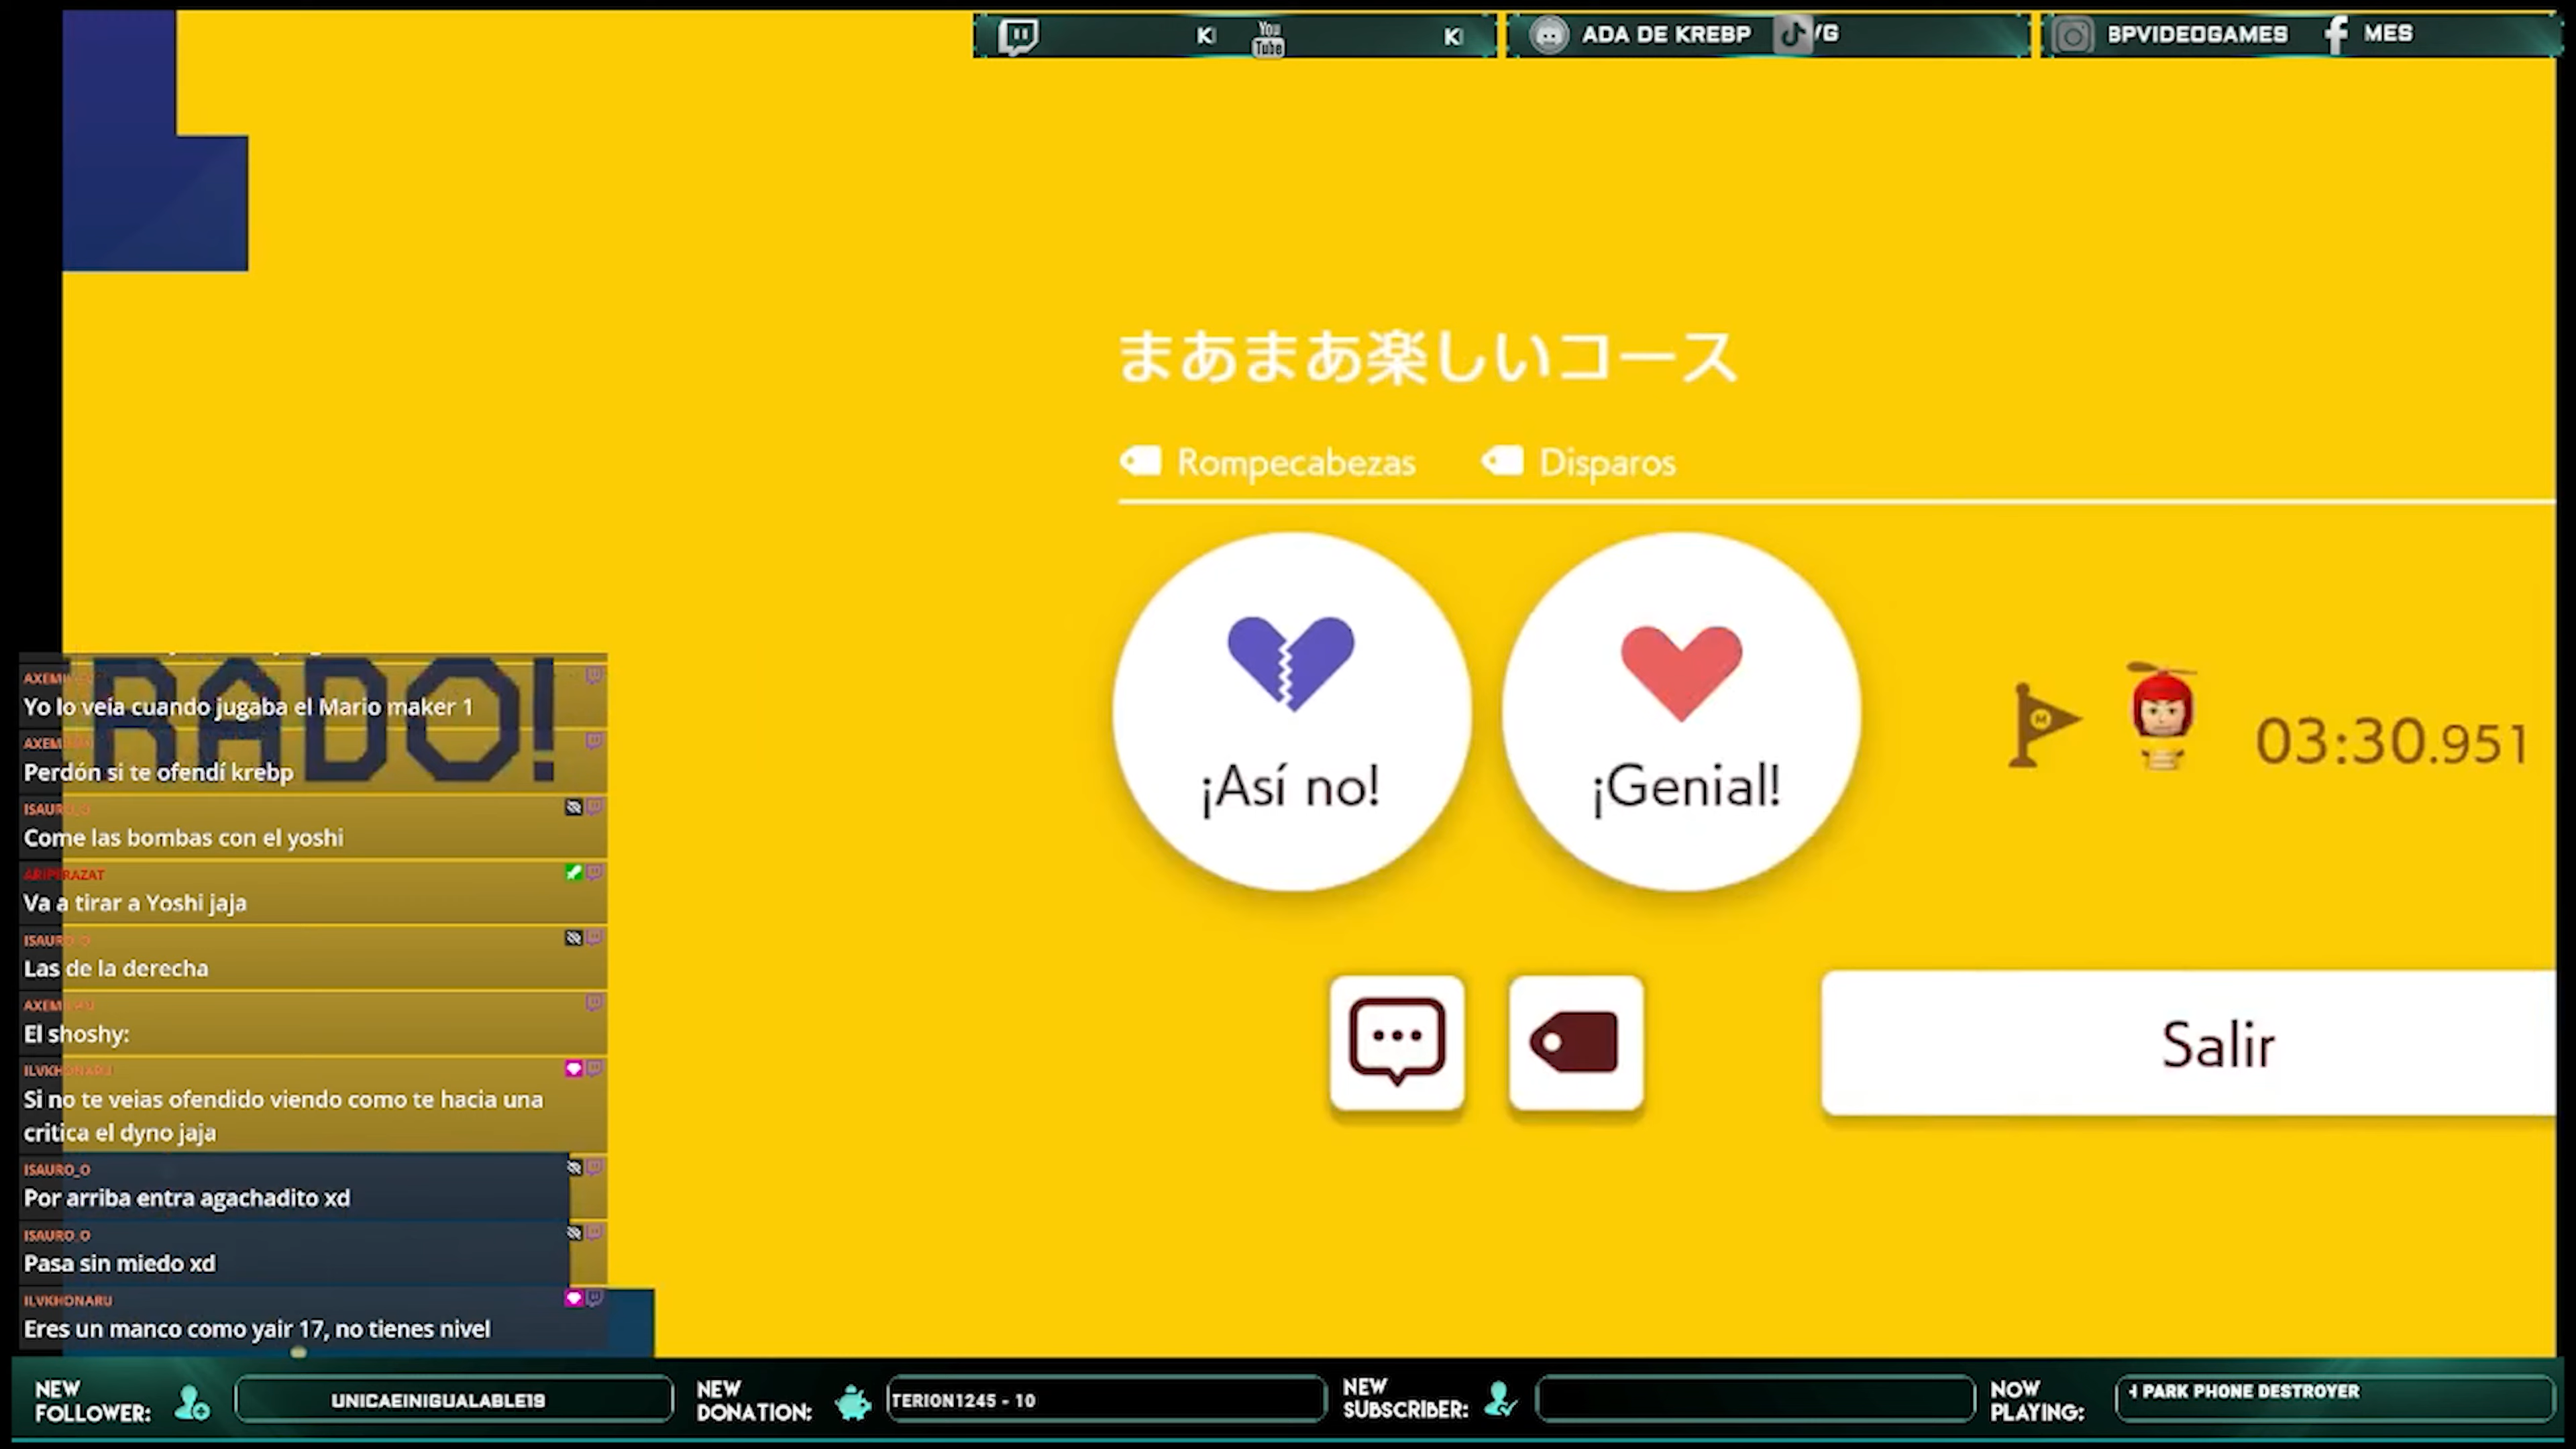 K
You
Tube
K
ADA DE KREBP
/G
BPVIDEOGAMES
MES
まあまあ楽しいコース
Rompecabezas
Disparos
¡Así no!
¡Genial!
M
03:30.951
Salir
RADO!
Yo lo veía cuando jugaba el Mario maker 1
Perdón si te ofendí krebp
ISAURO_O
Come las bombas con el yoshi
Va a tirar a Yoshi jaja
ISAURO_O
Las de la derecha
El shoshy:
ILVKHONARU
Si no te veias ofendido viendo como te hacia una
critica el dyno jaja
ISAURO_O
Por arriba entra agachadito xd
ISAURO_O
Pasa sin miedo xd
ILVKHONARU
Eres un manco como yair 17, no tienes nivel
NEW
FOLLOWER:
UNICAEINIGUALABLE19
NEW
DONATION:
TERION1245 - 10
NEW
SUBSCRIBER:
NOW
PLAYING:
PARK PHONE DESTROYER